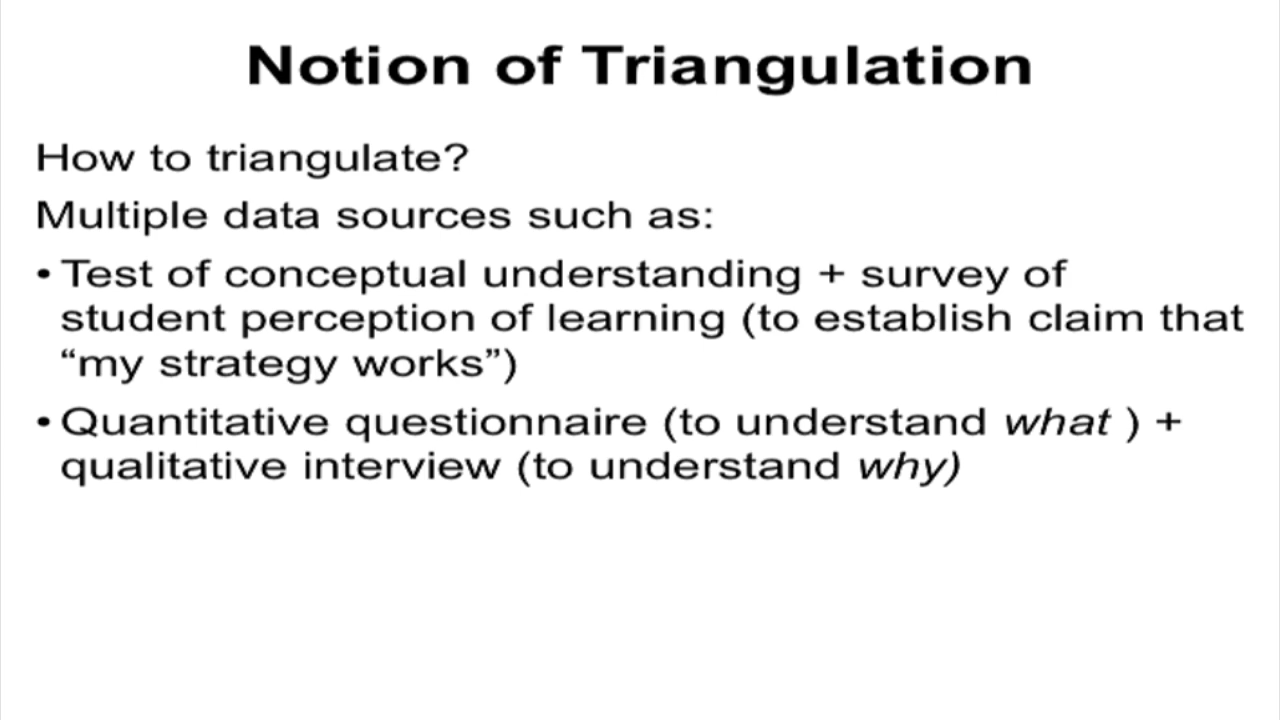 Notion of Triangulation
How to triangulate?
Multiple data sources such as:
• Test of conceptual understanding + survey of
student perception of learning (to establish claim that
“my strategy works”)
• Quantitative questionnaire (to understand what ) +
qualitative interview (to understand why)